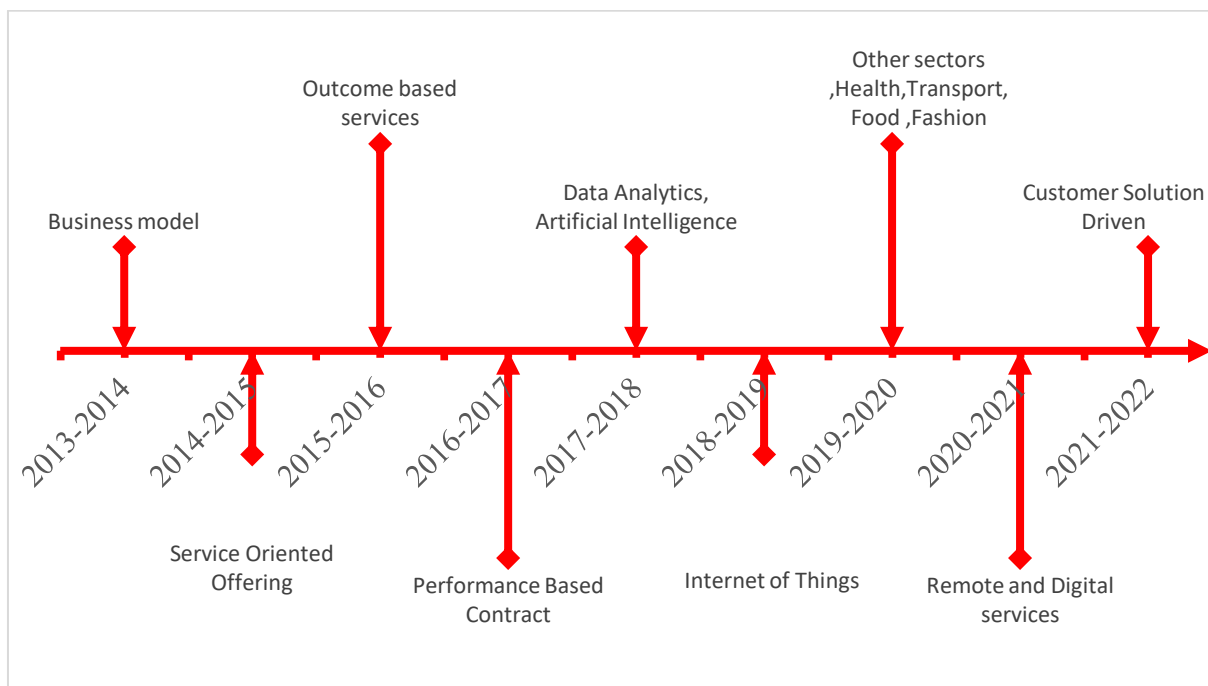 Other sectors
,Health,Transport,
Food ,Fashion
Outcome based
services
Data Analytics,
Artificial Intelligence
Customer Solution
Driven
Business model
2013-2014
2014-2015
2015-2016
2016-2017
2017-2018
2018-2019
2019-2020
2020-2021
2021-2022
Service Oriented
Offering
Performance Based
Contract
Internet of Things
Remote and Digital
services